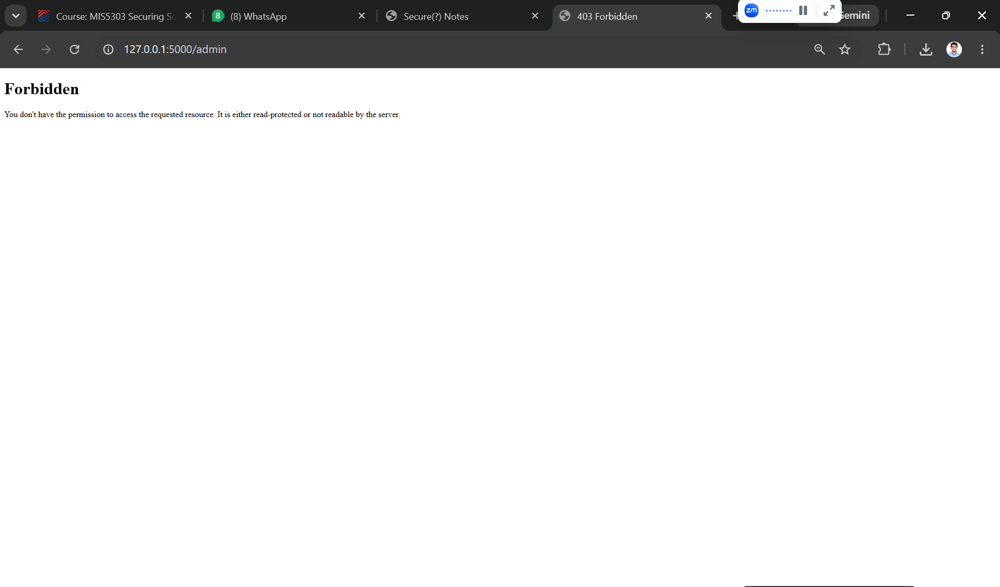 Course: MIS5303 Securing S
8 (8) WhatsApp
Secure(?) Notes
403 Forbidden
zm
Gemini
127.0.0.1:5000/admin
Forbidden
You don't have the permission to access the requested resource. It is either read-protected or not readable by the server.